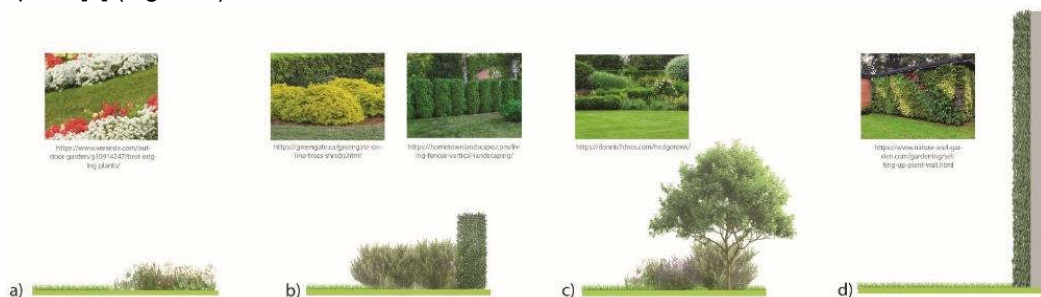 https://www.veranda.com/out-
door-garden/g30914247/best-edg-
ing-plants/
https://greengate.ca/greengate-on-
line-trees-shrubs.html
https://hometownlandscape.com/liv-
ing-fences-vertical-landscaping/
https://dennis7dees.com/hedgerows/
https://www.nature-and-gar-
den.com/gardening/set-
ting-up-plant-wall.html
a)
b)
c)
d)